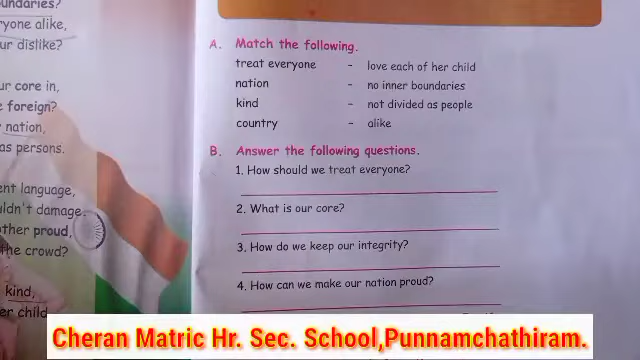 undaries?
ryone alike,
ur dislike?
ur core in,
e foreign?
nation,
as persons.
ent language,
uldn't damage.
other proud,
the crowd?
kind,
er child
A. Match the following.
treat everyone - love each of her child
nation - no inner boundaries
kind - not divided as people
country - alike
B. Answer the following questions.
1. How should we treat everyone?
2. What is our core?
3. How do we keep our integrity?
4. How can we make our nation proud?
Cheran Matric Hr. Sec. School,Punnamchathiram.